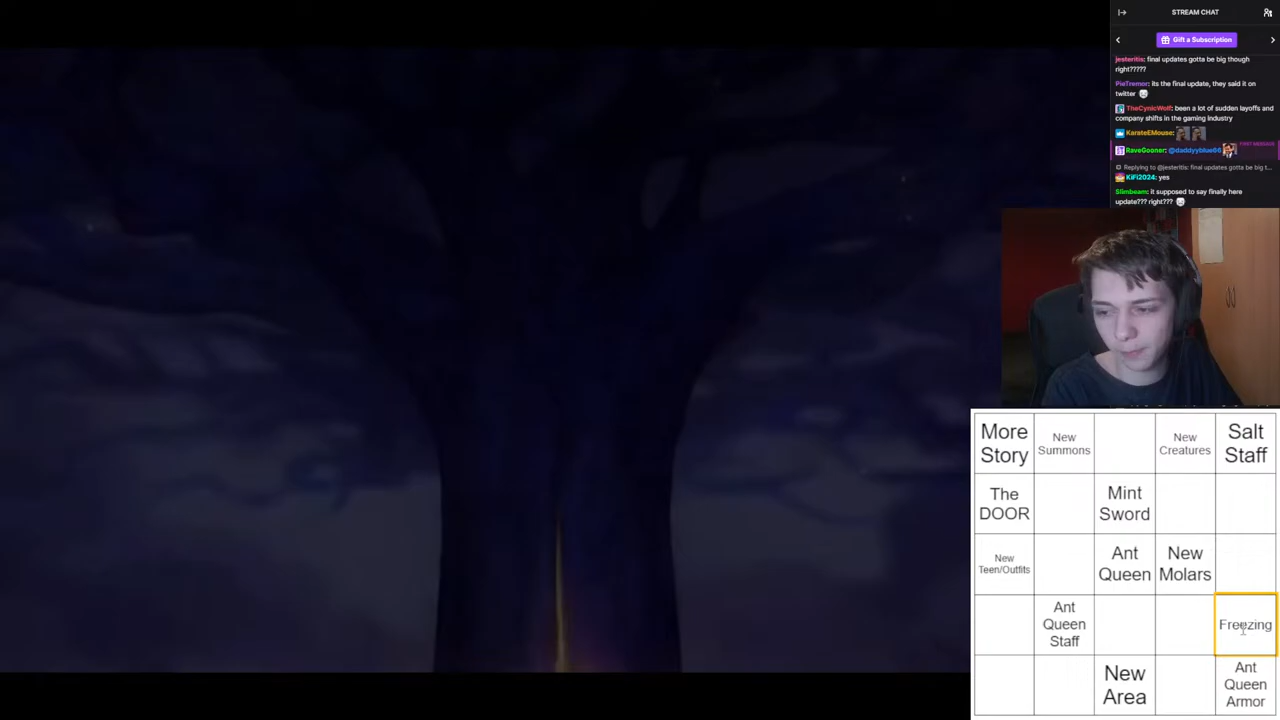 STREAM CHAT
Gift a Subscription
jesteritis: final updates gotta be big though
right?????
PieTremor: its the final update, they said it on
twitter
TheCynicWolf: been a lot of sudden layoffs and
company shifts in the gaming industry
KarateEMouse:
FIRST MESSAGE
RaveGooner: @daddyyblue66
Replying to @jesteritis: final updates gotta be big t...
KiFi2024: yes
Slimbeam: it supposed to say finally here
update??? right???
More
Story
New
Summons
New
Creatures
Salt
Staff
The
DOOR
Mint
Sword
New
Teen/Outfits
Ant
Queen
New
Molars
Ant
Queen
Staff
Freezing
New
Area
Ant
Queen
Armor